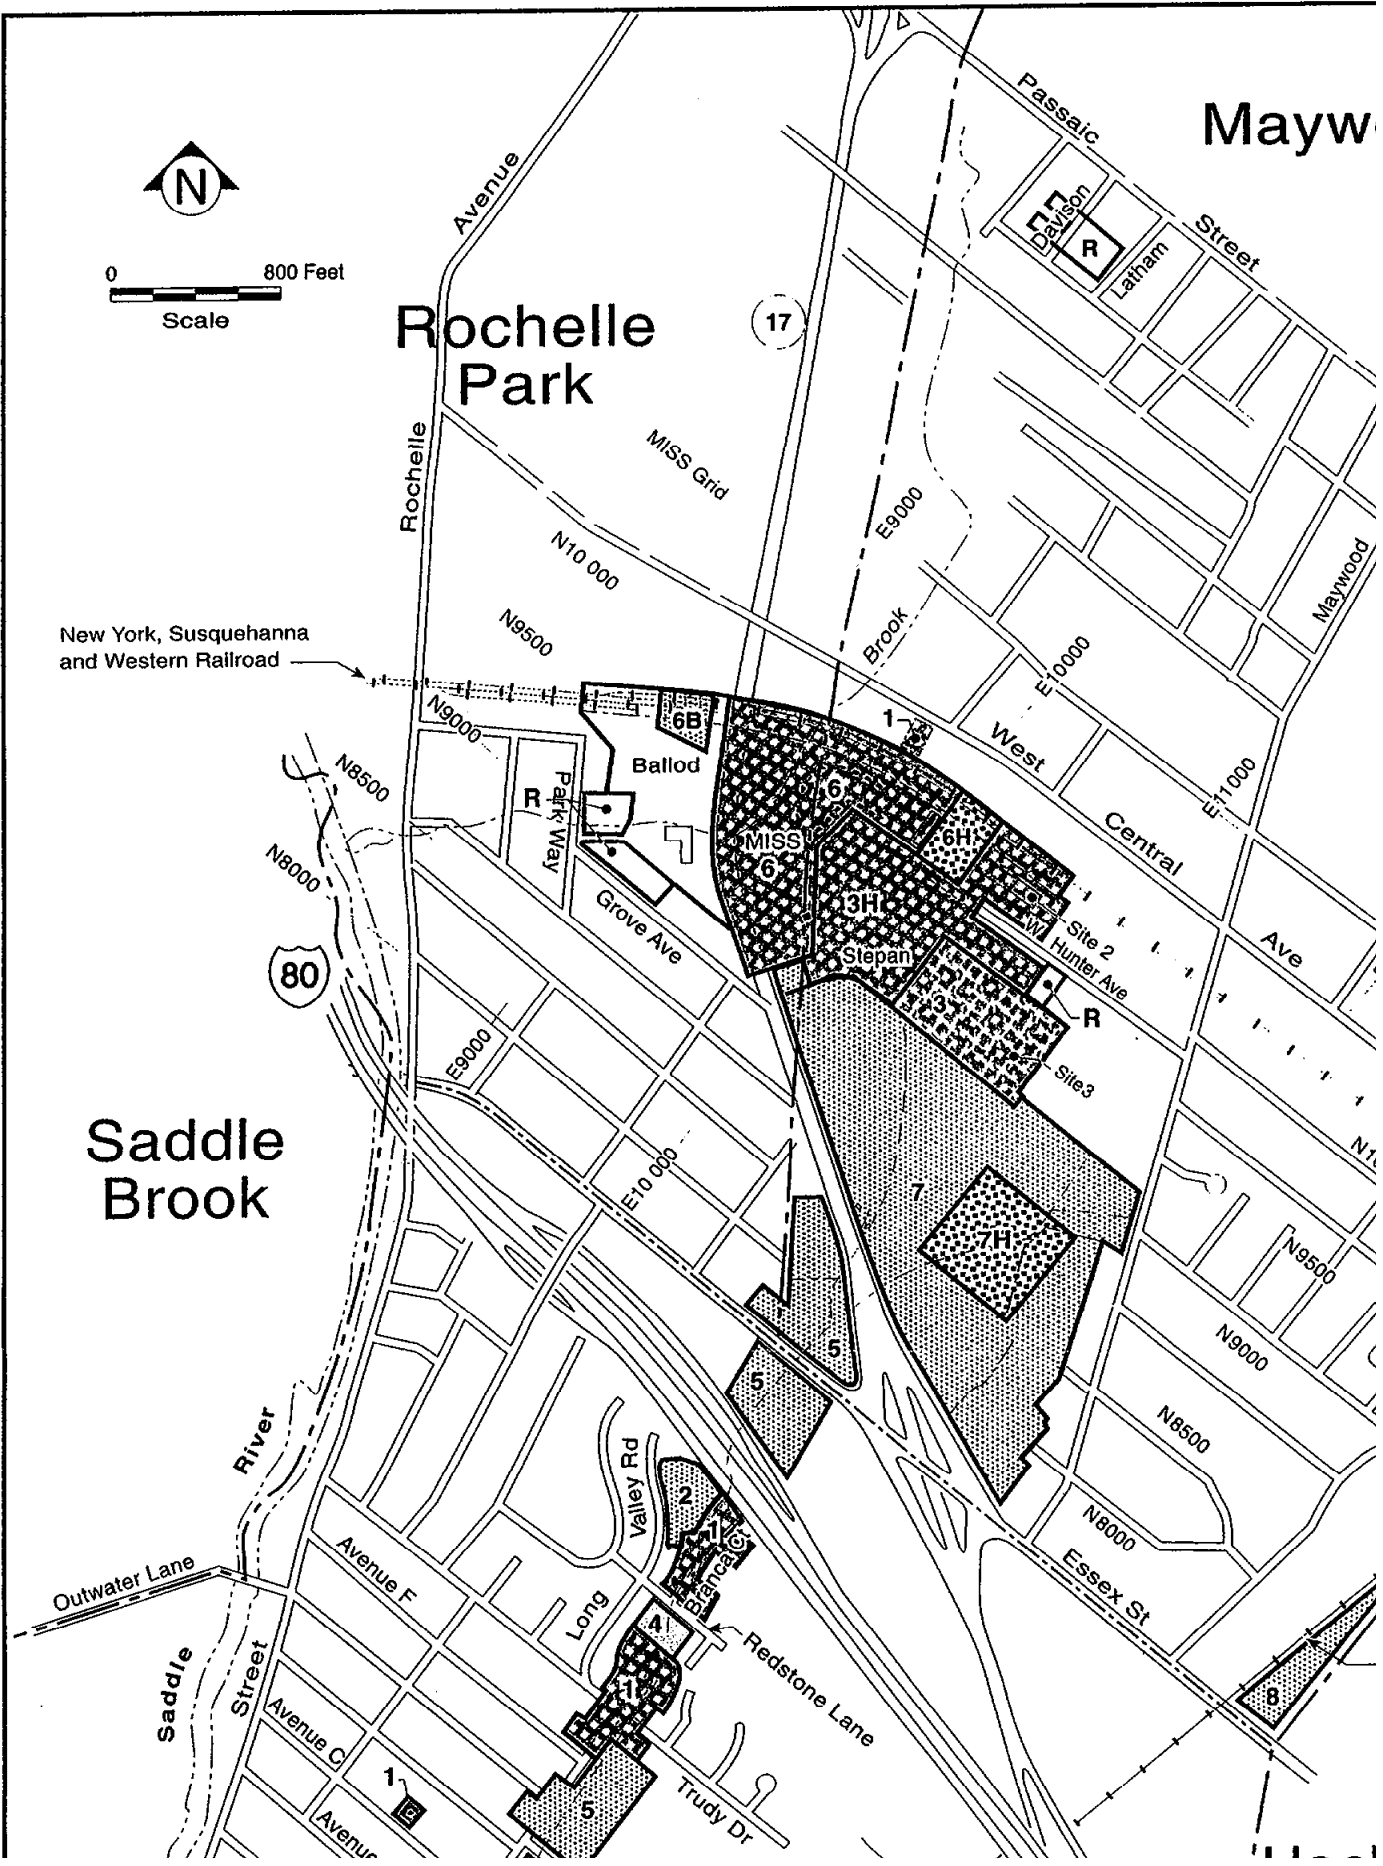 Passaic
Street
Mayw
N
0
800 Feet
Scale
Avenue
Davison
R
Latham
Rochelle
Park
17
MISS Grid
Rochelle
E9000
N10 000
Maywood
N9500
New York, Susquehanna
and Western Railroad
Brook
E10000
N9000
6B
1
West
E11000
Ballod
N8500
R
Park Way
6
6H
Central
MISS
6
N8000
3H
Site 2
W
Hunter Ave
Grove Ave
Ave
Stepan
80
3
R
E9000
Site3
Saddle
Brook
E10 000
7
7H
N10
N9500
5
N9000
5
River
N8500
Valley Rd
2
1
N8000
Essex St
Outwater Lane
Avenue F
Branca
Long
4
Redstone Lane
Saddle
Street
1
8
Avenue C
1
5
Trudy Dr
Avenue